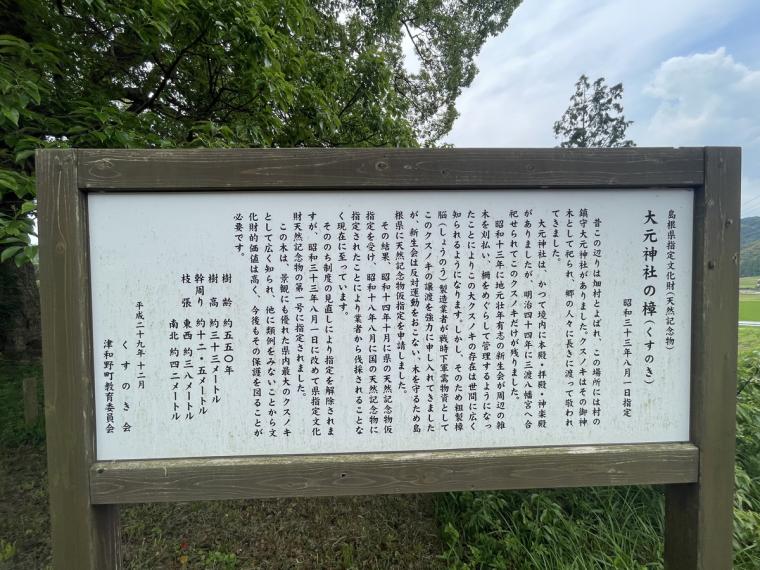 島根県指定文化財（天然記念物）
大元神社の樟（くすのき）
昭和三十三年八月一日指定
昔この辺りは畑村とよばれ、この場所には村の
鎮守大元神社がありました。クスノキはその御神
木として祀られ、郷の人々に長きに渡って敬われ
てきました。
大元神社は、かつて境内に本殿・拝殿・神楽殿
がありましたが、明治四十四年に三渡八幡宮へ合
祀せられてこのクスノキだけが残りました。
昭和十三年に地元壮年有志の新生会が周辺の雑
木を刈払い、柵をめぐらせて管理するようになっ
たことによりこの大クスノキの存在は世間に広く
知られるようになります。しかし、そのため粗製樟
脳（しょうのう）製造業者が戦時下軍需物資として
このクスノキの譲渡を強力に申し入れてきました
が、新生会は反対運動をおこない、木を守るため島
根県に天然記念物仮指定を申請しました。
その結果、昭和十四年十月に県の天然記念物仮
指定を受け、昭和十八年八月に国の天然記念物に
指定されたことにより業者から伐採されることな
く現在に至っています。
そののち制度の見直しにより指定を解除されま
すが、昭和三十三年八月一日に改めて県指定文化
財天然記念物の第一号に指定されました。
この木は、景観にも優れた県内最大のクスノキ
として広く知られ、他に類例をみないことから文
化財的価値は高く、今後もその保護を図ることが
必要です。
樹齢 約五五〇年
樹高 約三十三メートル
幹周り 約十二・五メートル
枝張 東西 約三八メートル
南北 約四二メートル
平成二十九年十二月
くすのき会
津和野町教育委員会